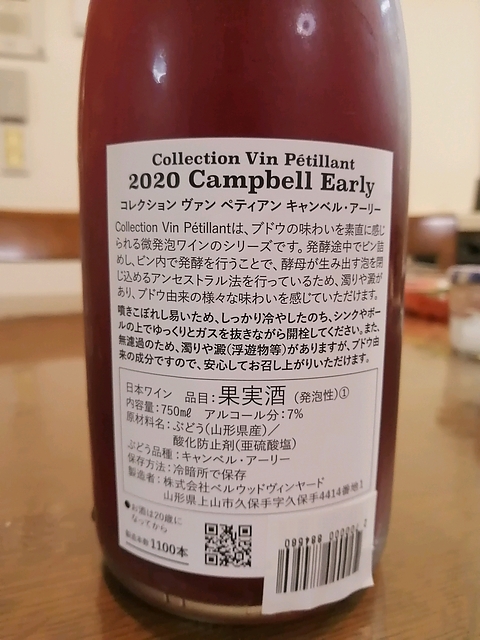 Collection Vin Pétillant
2020 Campbell Early
コレクション ヴァン ペティアン キャンベル・アーリー
Collection Vin Pétillantは、ブドウの味わいを素直に感じ
られる微発泡ワインのシリーズです。発酵途中でビン詰
めし、ビン内で発酵を行うことで、酵母が生み出す泡を閉
じ込めるアンセストラル法を行っているため、濁りや澱が
あり、ブドウ由来の様々な味わいを感じていただけます。
噴きこぼれし易いため、しっかり冷やしたのち、シンクやボー
ルの上でゆっくりとガスを抜きながら開栓してください。また、
無濾過のため、濁りや澱(浮遊物等)がありますが、ブドウ由
来の成分ですので、安心してお召し上がりいただけます。
日本ワイン 品目：果実酒 (発泡性)①
内容量：750mℓ アルコール分：7%
原材料名：ぶどう(山形県産)／
酸化防止剤(亜硫酸塩)
ぶどう品種：キャンベル・アーリー
保存方法：冷暗所で保存
製造者：株式会社ベルウッドヴィンヤード
山形県上山市久保手字久保手4414番地1
●お酒は20歳に
なってから
製造本数 1100本